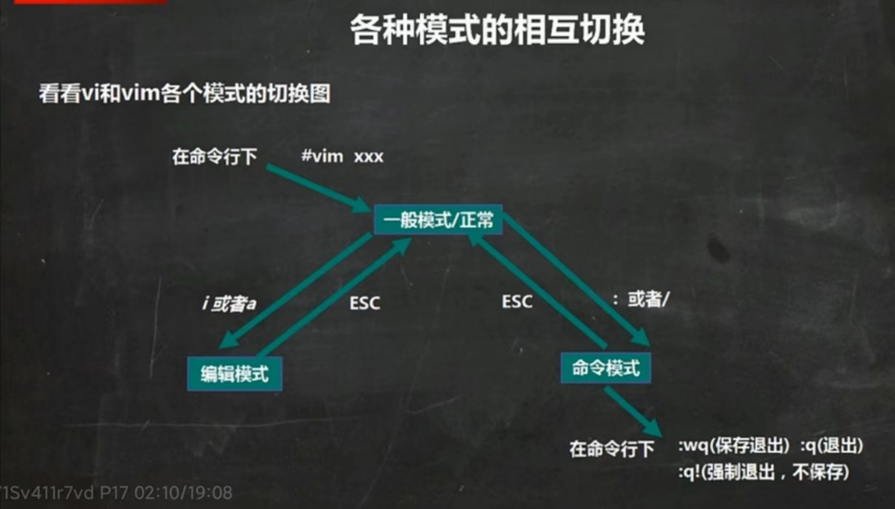 各种模式的相互切换
看看vi和vim各个模式的切换图
在命令行下 #vim xxx
一般模式/正常
i 或者a
ESC
ESC
: 或者/
编辑模式
命令模式
在命令行下 :wq(保存退出) :q(退出)
:q!(强制退出，不保存)
1Sv411r7vd P17 02:10/19:08